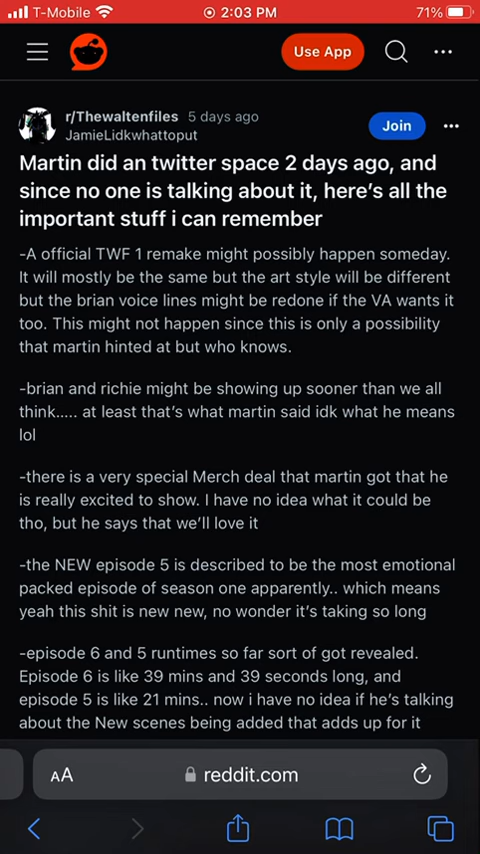 T-Mobile 2:03 PM 71%
Use App
r/Thewaltenfiles 5 days ago
JamieLidkwhattoput
Join
Martin did an twitter space 2 days ago, and
since no one is talking about it, here's all the
important stuff i can remember
-A official TWF 1 remake might possibly happen someday.
It will mostly be the same but the art style will be different
but the brian voice lines might be redone if the VA wants it
too. This might not happen since this is only a possibility
that martin hinted at but who knows.
-brian and richie might be showing up sooner than we all
think..... at least that's what martin said idk what he means
lol
-there is a very special Merch deal that martin got that he
is really excited to show. I have no idea what it could be
tho, but he says that we'll love it
-the NEW episode 5 is described to be the most emotional
packed episode of season one apparently.. which means
yeah this shit is new new, no wonder it's taking so long
-episode 6 and 5 runtimes so far sort of got revealed.
Episode 6 is like 39 mins and 39 seconds long, and
episode 5 is like 21 mins.. now i have no idea if he's talking
about the New scenes being added that adds up for it
AA reddit.com